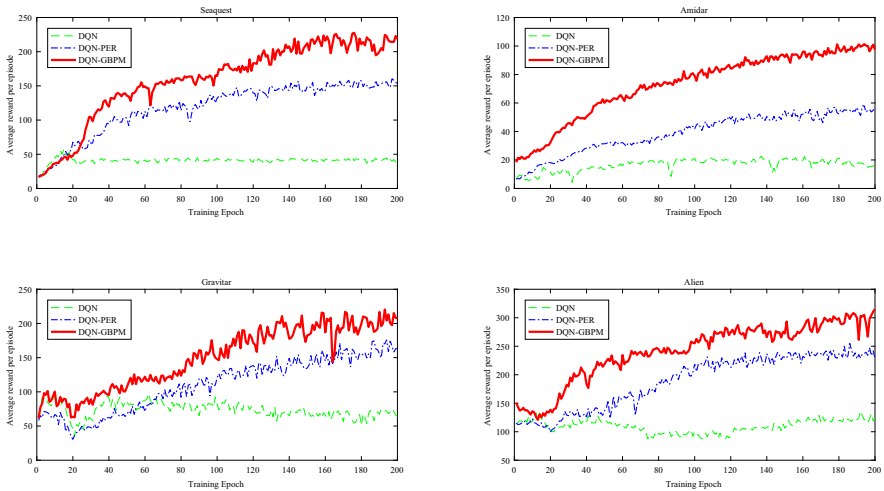 Seaquest
250
200
150
100
50
0
Average reward per episode
DQN
DQN-PER
DQN-GBPM
0 20 40 60 80 100 120 140 160 180 200
Training Epoch
Amidar
120
100
80
60
40
20
0
Average reward per episode
DQN
DQN-PER
DQN-GBPM
0 20 40 60 80 100 120 140 160 180 200
Training Epoch
Gravitar
250
200
150
100
50
0
Average reward per episode
DQN
DQN-PER
DQN-GBPM
0 20 40 60 80 100 120 140 160 180 200
Training Epoch
Alien
350
300
250
200
150
100
50
Average reward per episode
DQN
DQN-PER
DQN-GBPM
0 20 40 60 80 100 120 140 160 180 200
Training Epoch